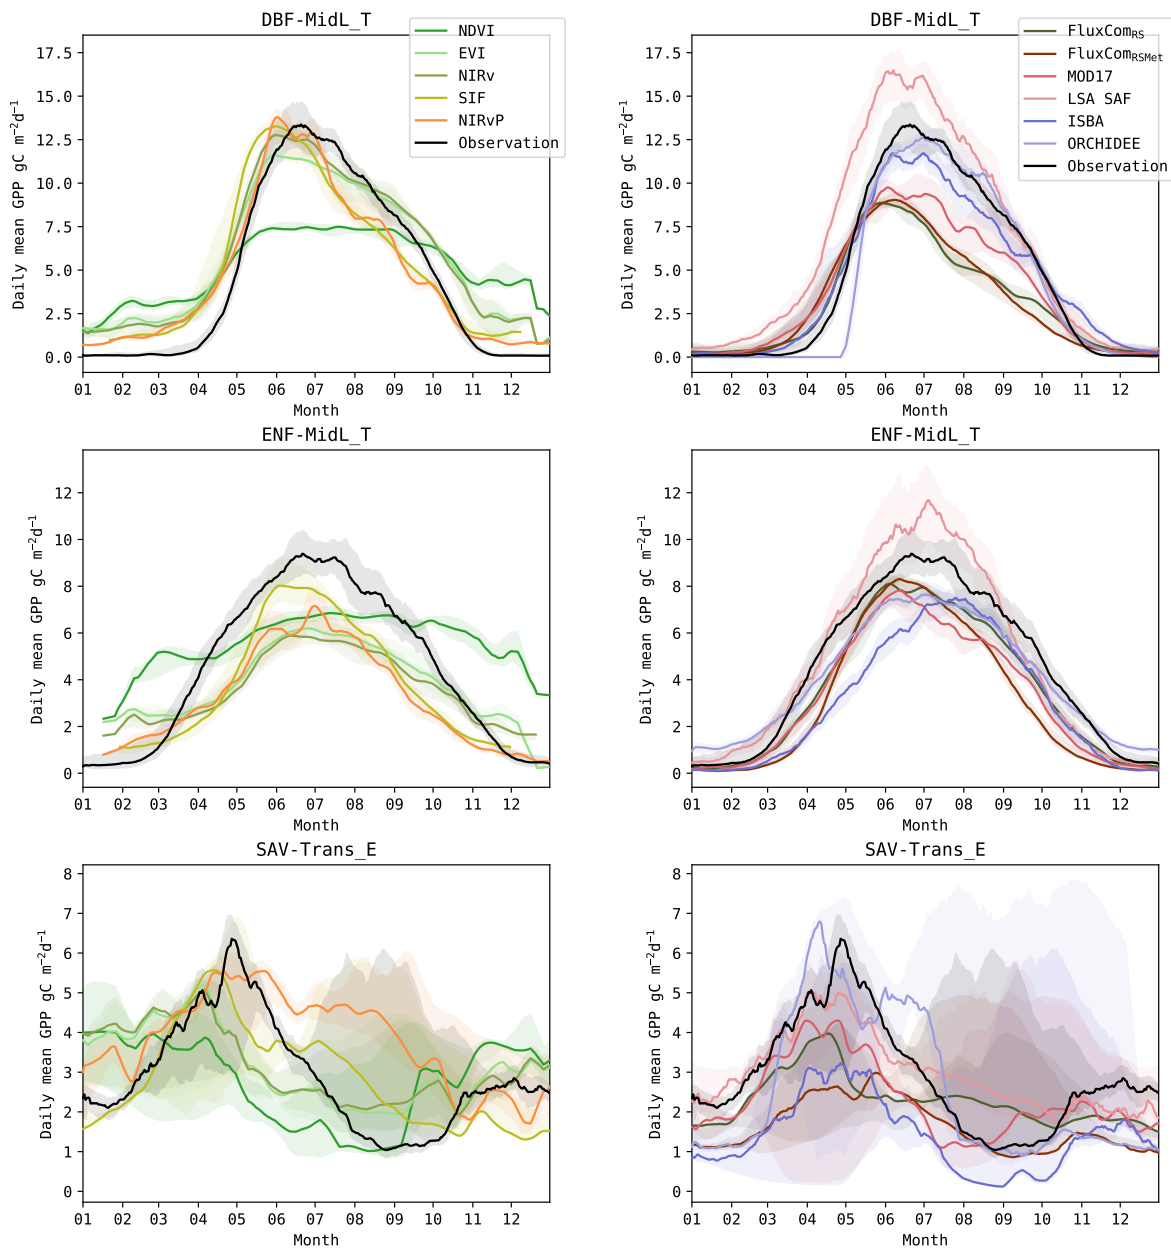 DBF-MidL_T
NDVI
EVI
NIRv
SIF
NIRvP
Observation
Daily mean GPP gC m⁻²d⁻¹
17.5
15.0
12.5
10.0
7.5
5.0
2.5
0.0
01 02 03 04 05 06 07 08 09 10 11 12
Month
DBF-MidL_T
FluxCom_RS
FluxCom_RSMet
MOD17
LSA SAF
ISBA
ORCHIDEE
Observation
Daily mean GPP gC m⁻²d⁻¹
17.5
15.0
12.5
10.0
7.5
5.0
2.5
0.0
01 02 03 04 05 06 07 08 09 10 11 12
Month
ENF-MidL_T
Daily mean GPP gC m⁻²d⁻¹
12
10
8
6
4
2
0
01 02 03 04 05 06 07 08 09 10 11 12
Month
ENF-MidL_T
Daily mean GPP gC m⁻²d⁻¹
12
10
8
6
4
2
0
01 02 03 04 05 06 07 08 09 10 11 12
Month
SAV-Trans_E
Daily mean GPP gC m⁻²d⁻¹
8
7
6
5
4
3
2
1
0
01 02 03 04 05 06 07 08 09 10 11 12
Month
SAV-Trans_E
Daily mean GPP gC m⁻²d⁻¹
8
7
6
5
4
3
2
1
0
01 02 03 04 05 06 07 08 09 10 11 12
Month